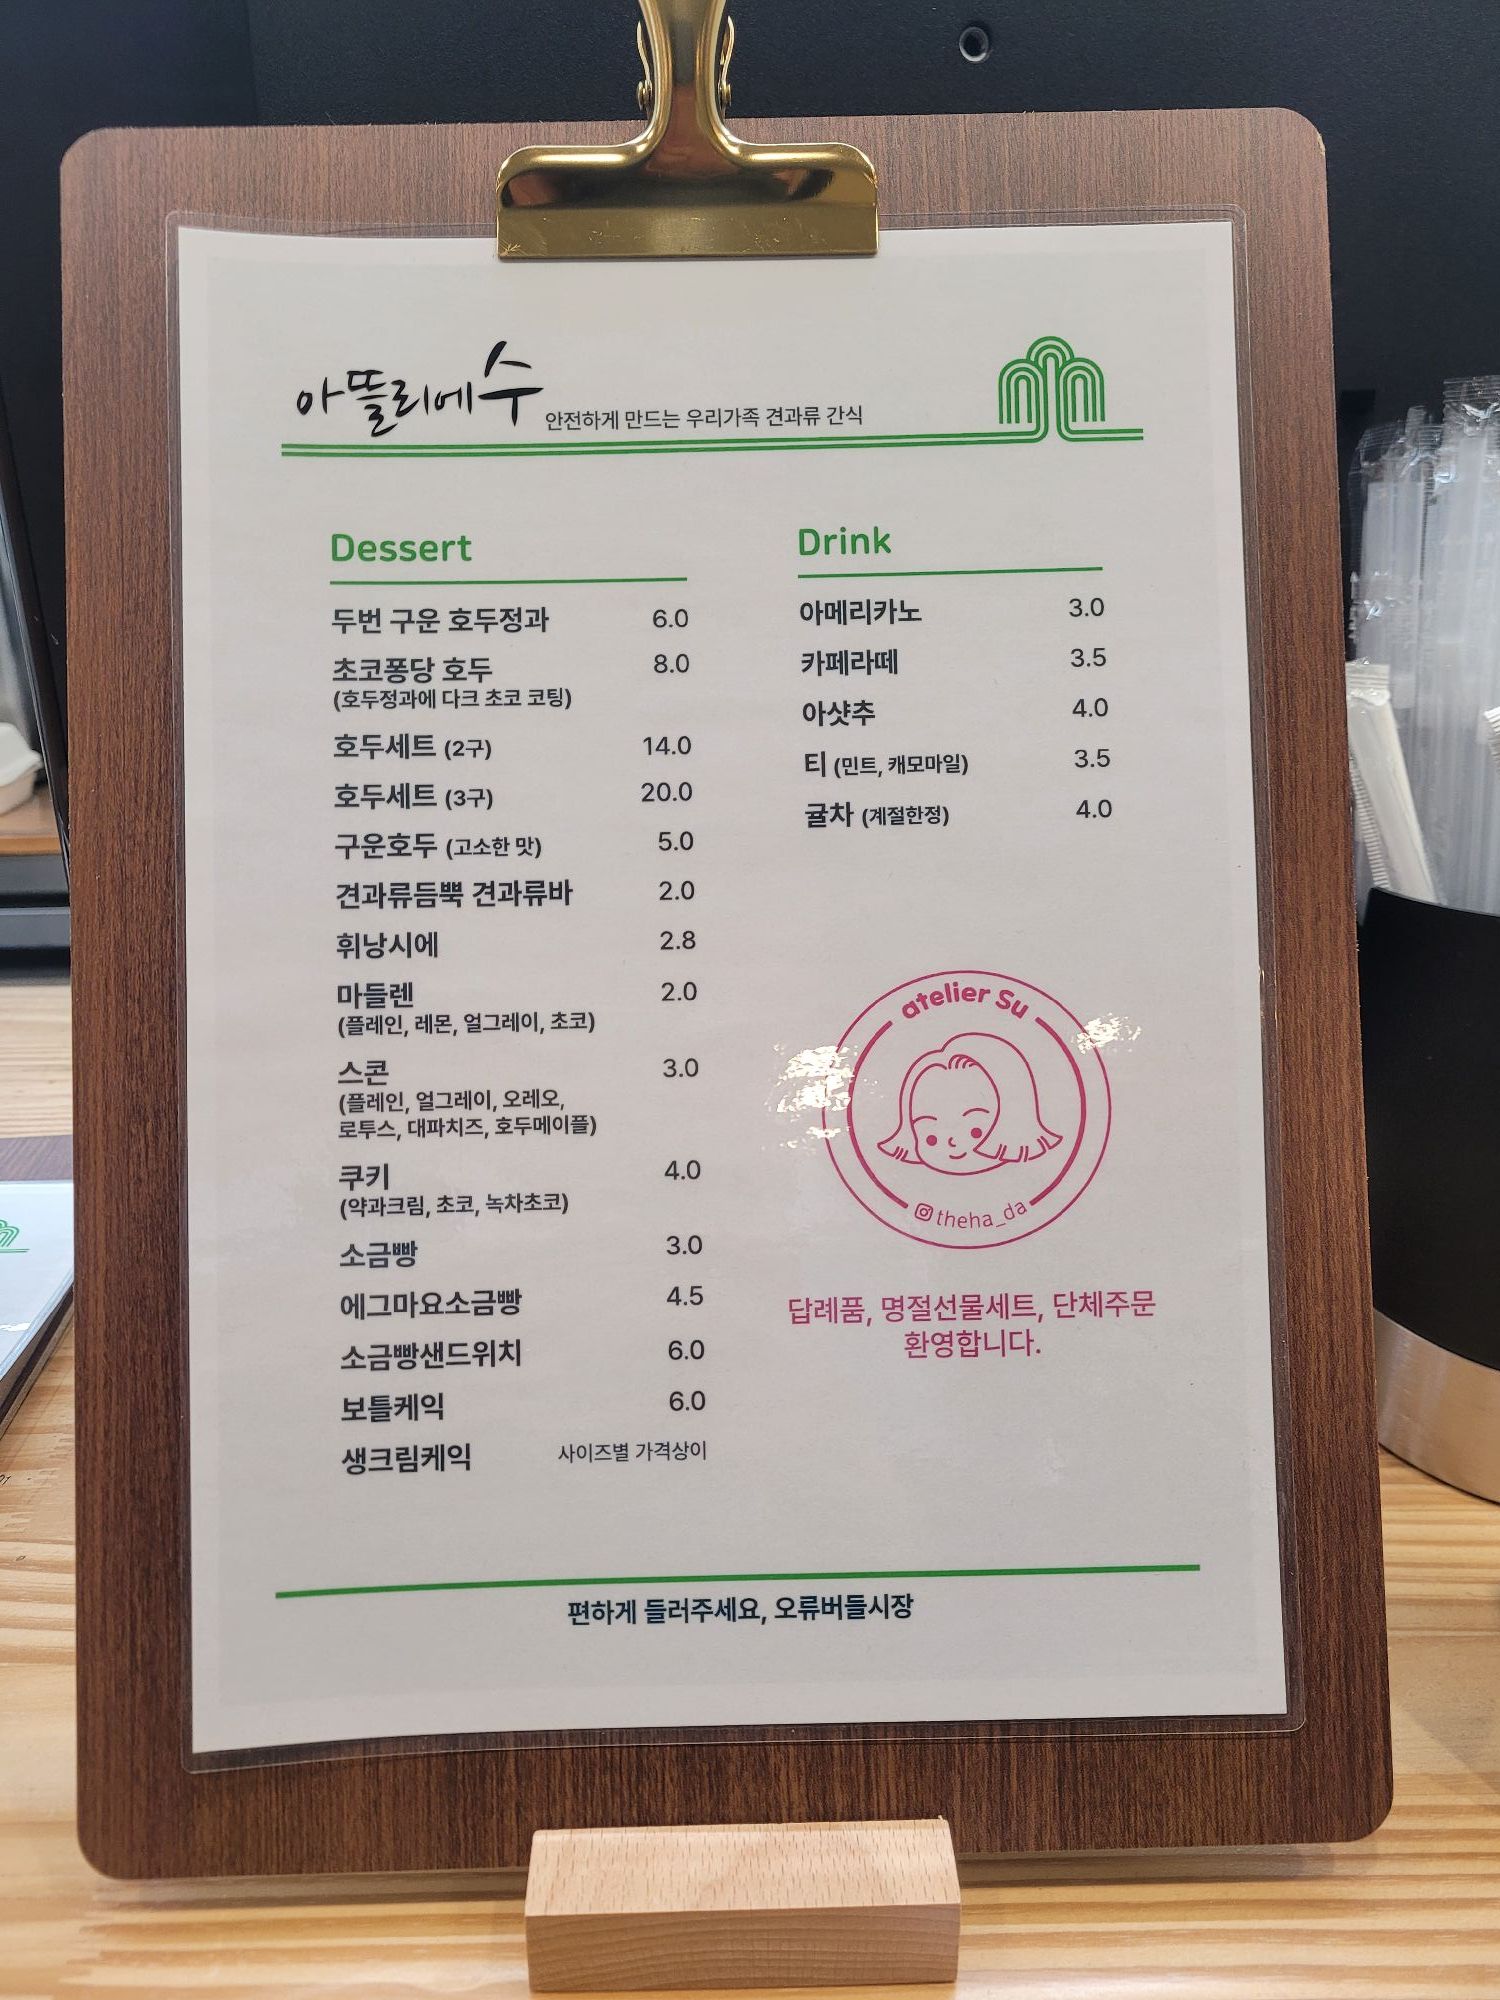 아뜰리에수 안전하게 만드는 우리가족 견과류 간식
Dessert
두번 구운 호두정과 6.0
초코퐁당 호두 8.0
(호두정과에 다크 초코 코팅)
호두세트 (2구) 14.0
호두세트 (3구) 20.0
구운호두 (고소한 맛) 5.0
견과류듬뿍 견과류바 2.0
휘낭시에 2.8
마들렌 2.0
(플레인, 레몬, 얼그레이, 초코)
스콘 3.0
(플레인, 얼그레이, 오레오,
로투스, 대파치즈, 호두메이플)
쿠키 4.0
(약과크림, 초코, 녹차초코)
소금빵 3.0
에그마요소금빵 4.5
소금빵샌드위치 6.0
보틀케익 6.0
생크림케익 사이즈별 가격상이
Drink
아메리카노 3.0
카페라떼 3.5
아샷추 4.0
티 (민트, 캐모마일) 3.5
귤차 (계절한정) 4.0
atelier Su
theha_da
답례품, 명절선물세트, 단체주문
환영합니다.
편하게 들러주세요, 오류버들시장